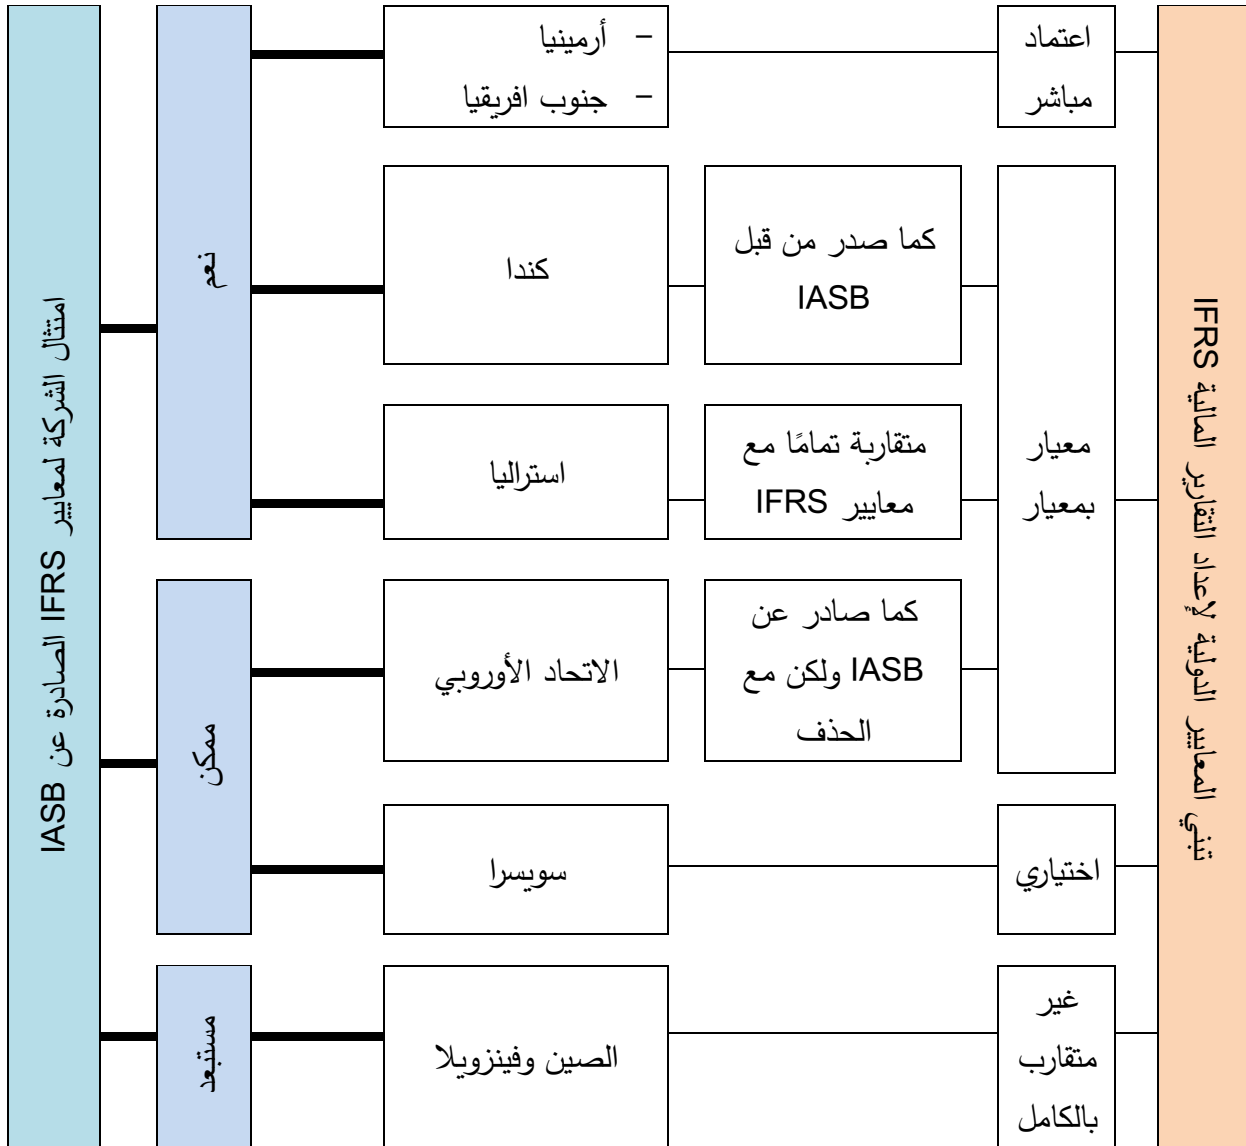 تبني المعايير الدولية لإعداد التقارير المالية IFRS
اعتماد
مباشر
– أرمينيا
– جنوب افريقيا
معيار
بمعيار
كما صدر من قبل
IASB
كندا
متقاربة تمامًا مع
معايير IFRS
استراليا
نعم
كما صادر عن
IASB ولكن مع
الحذف
الاتحاد الأوروبي
اختياري
سويسرا
ممكن
غير
متقارب
بالكامل
الصين وفينزويلا
مستبعد
امتثال الشركة لمعايير IFRS الصادرة عن IASB